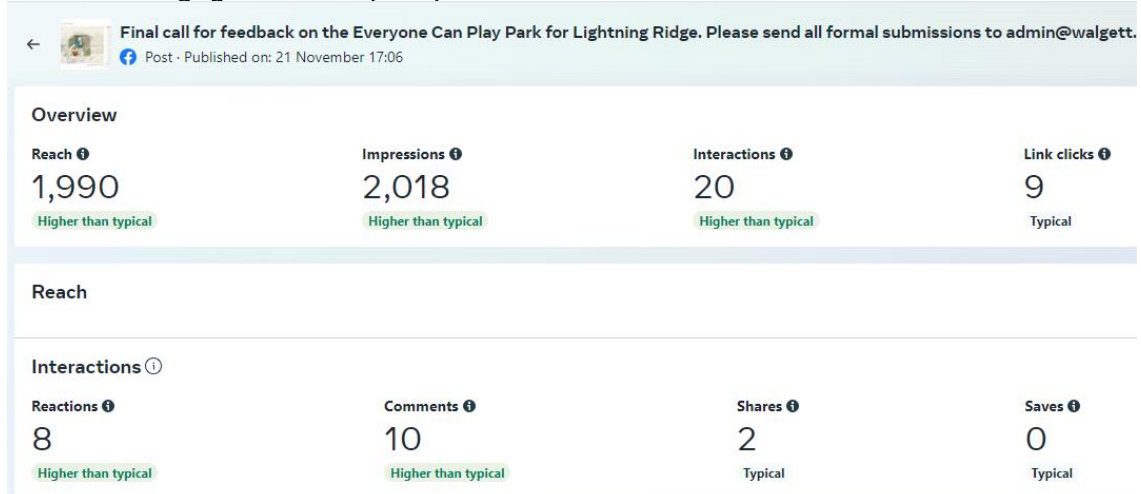 Final call for feedback on the Everyone Can Play Park for Lightning Ridge. Please send all formal submissions to admin@walgett.
Post · Published on: 21 November 17:06
Overview
Reach Impressions Interactions Link clicks
1,990 2,018 20 9
Higher than typical Higher than typical Higher than typical Typical
Reach
Interactions
Reactions Comments Shares Saves
8 10 2 0
Higher than typical Higher than typical Typical Typical